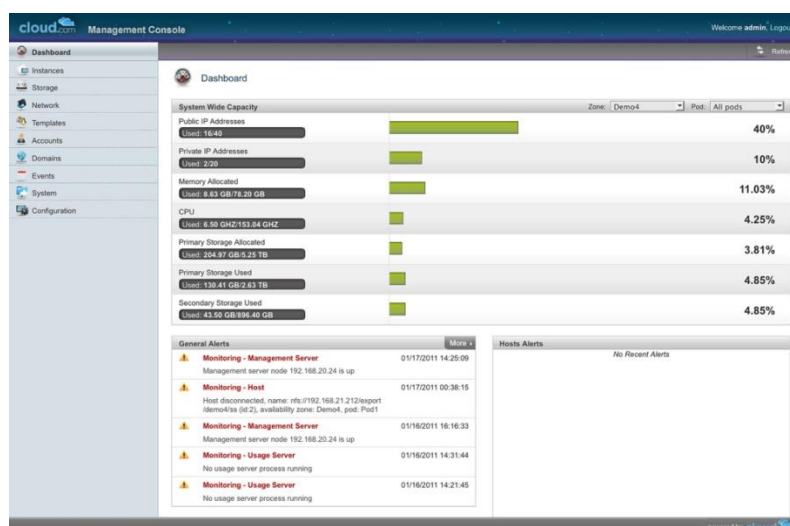 cloud.com Management Console
Welcome admin, Logou
Dashboard
Refre
Instances
Storage
Network
Templates
Accounts
Domains
Events
System
Configuration
Dashboard
System Wide Capacity
Zone: Demo4 Pod: All pods
Public IP Addresses
Used: 16/40
40%
Private IP Addresses
Used: 2/20
10%
Memory Allocated
Used: 8.63 GB/78.20 GB
11.03%
CPU
Used: 6.50 GHZ/153.04 GHZ
4.25%
Primary Storage Allocated
Used: 204.97 GB/5.25 TB
3.81%
Primary Storage Used
Used: 130.41 GB/2.63 TB
4.85%
Secondary Storage Used
Used: 43.50 GB/896.40 GB
4.85%
General Alerts
More
Monitoring - Management Server 01/17/2011 14:25:09
Management server node 192.168.20.24 is up
Monitoring - Host 01/17/2011 00:38:15
Host disconnected, name: nfs://192.168.21.212/export
/demo4/ss (id:2), availability zone: Demo4, pod: Pod1
Monitoring - Management Server 01/16/2011 16:16:33
Management server node 192.168.20.24 is up
Monitoring - Usage Server 01/16/2011 14:31:44
No usage server process running
Monitoring - Usage Server 01/16/2011 14:21:45
No usage server process running
Hosts Alerts
No Recent Alerts